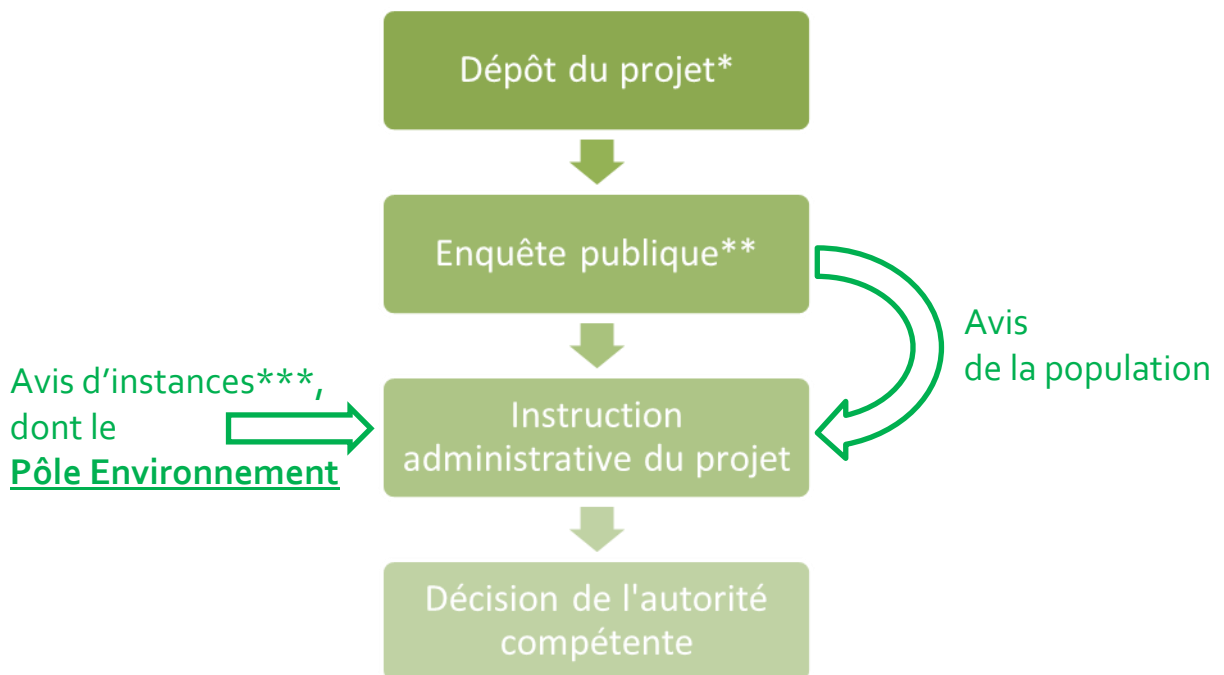 Dépôt du projet*
Enquête publique**
Avis
de la population
Avis d’instances***,
dont le
Pôle Environnement
Instruction
administrative du projet
Décision de l'autorité
compétente